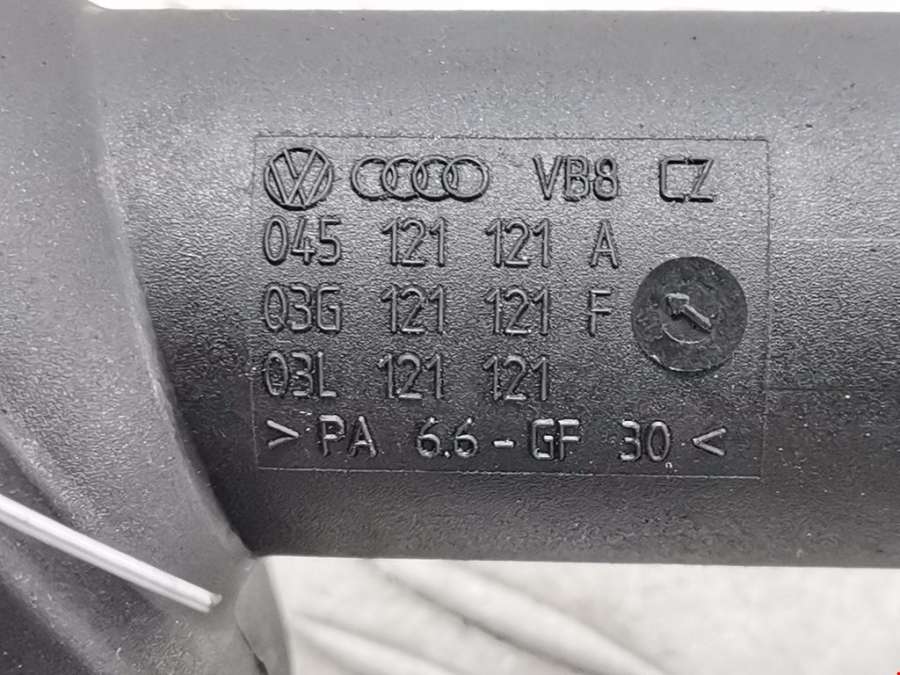 VB8 CZ
045 121 121 A
03G 121 121 F
03L 121 121
> PA 6.6 - GF 30 <